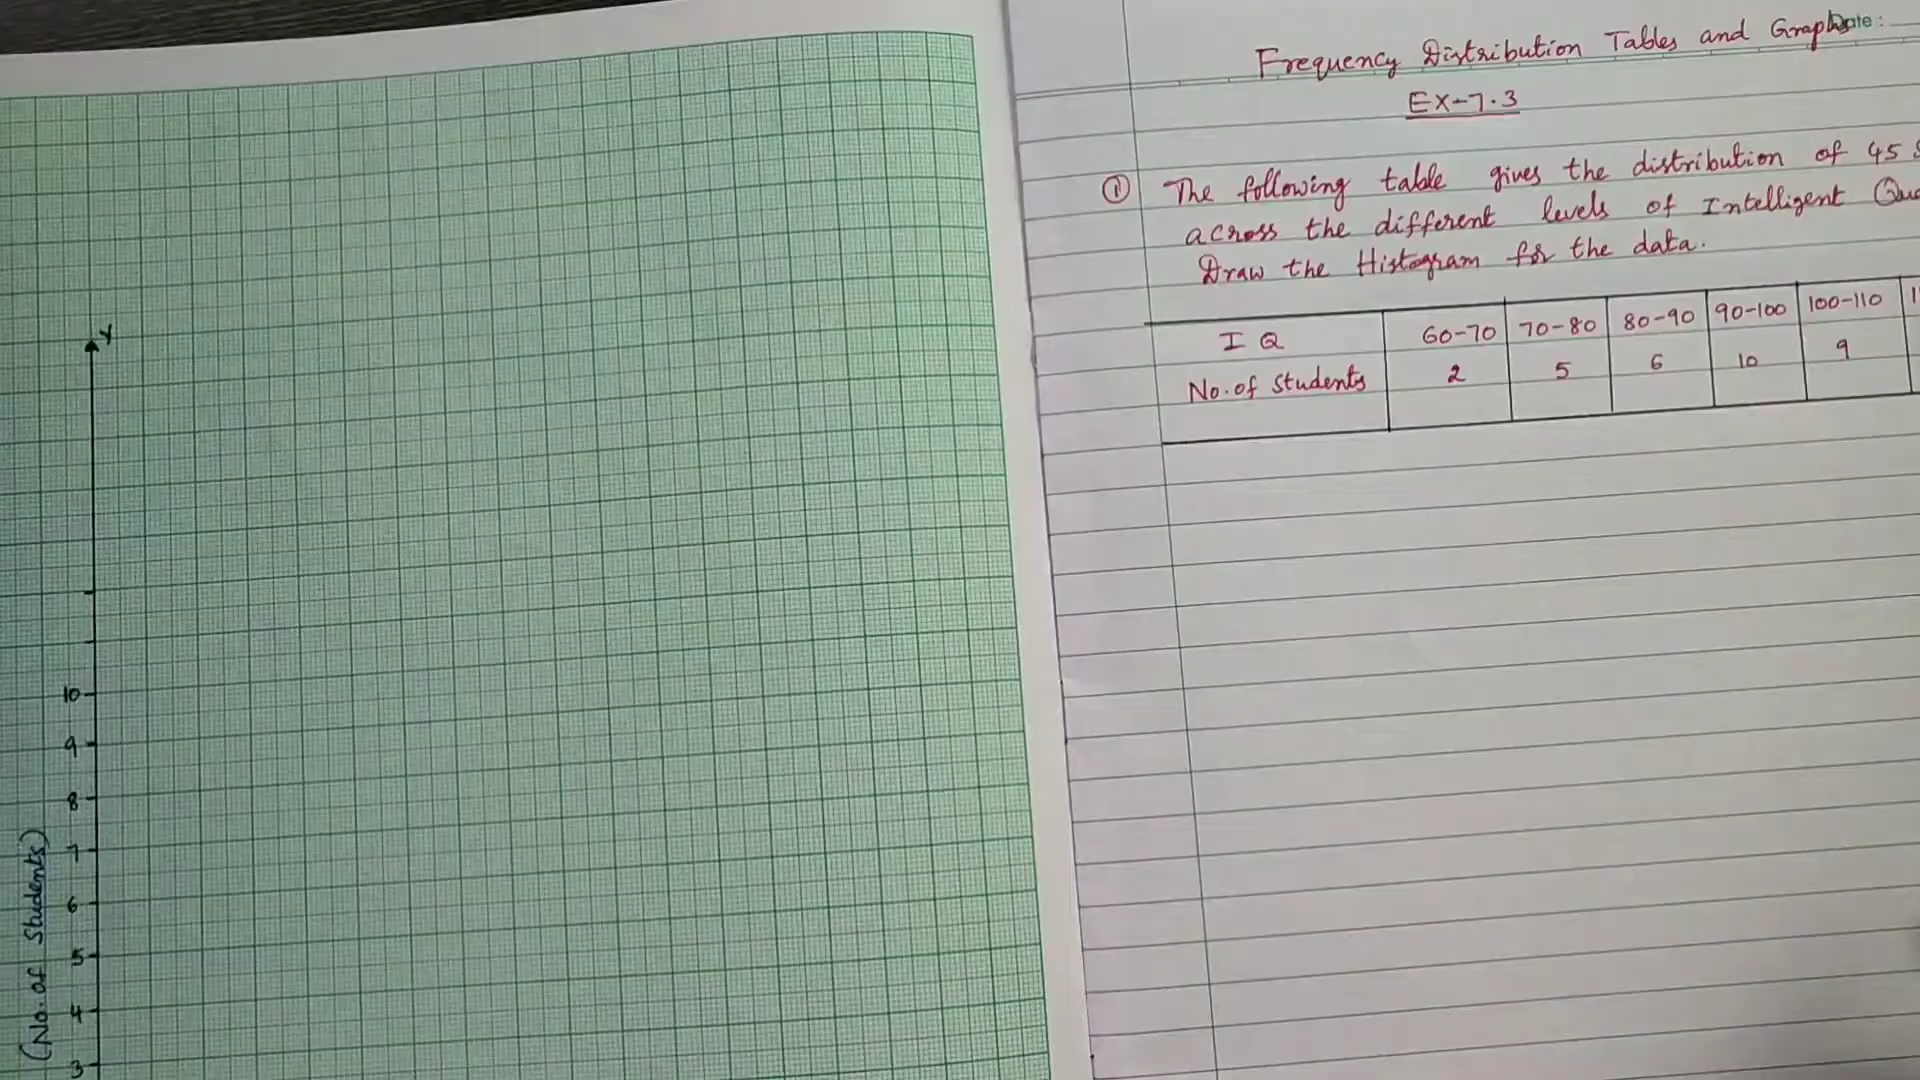 Y
10
9
8
7
6
5
4
3
(No. of Students)
Date:
Frequency Distribution Tables and Graphs
Ex-7.3
① The following table gives the distribution of 45
across the different levels of Intelligent
Draw the Histogram for the data.
I Q 60-70 70-80 80-90 90-100 100-110
No. of Students 2 5 6 10 9